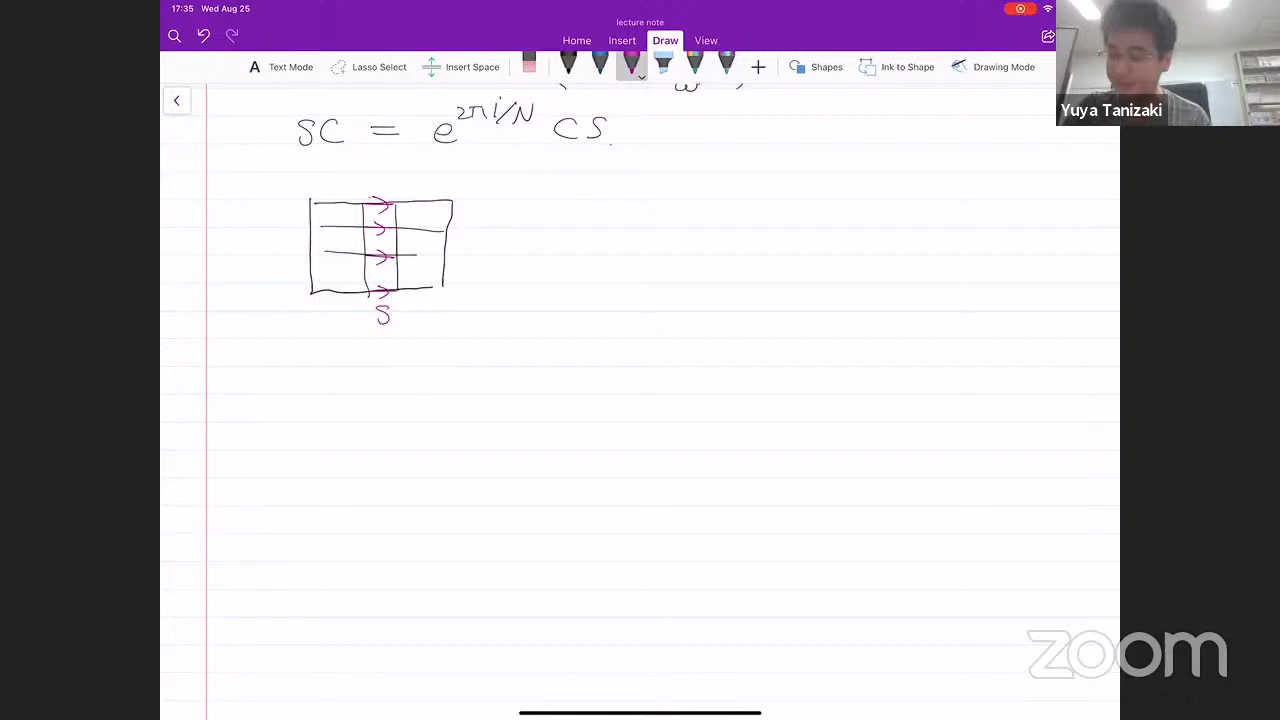 17:35 Wed Aug 25
lecture note
Home Insert Draw View
Text Mode Lasso Select Insert Space Shapes Ink to Shape Drawing Mode
Yuya Tanizaki
SC = e^{2πi/N} CS.
S
zoom